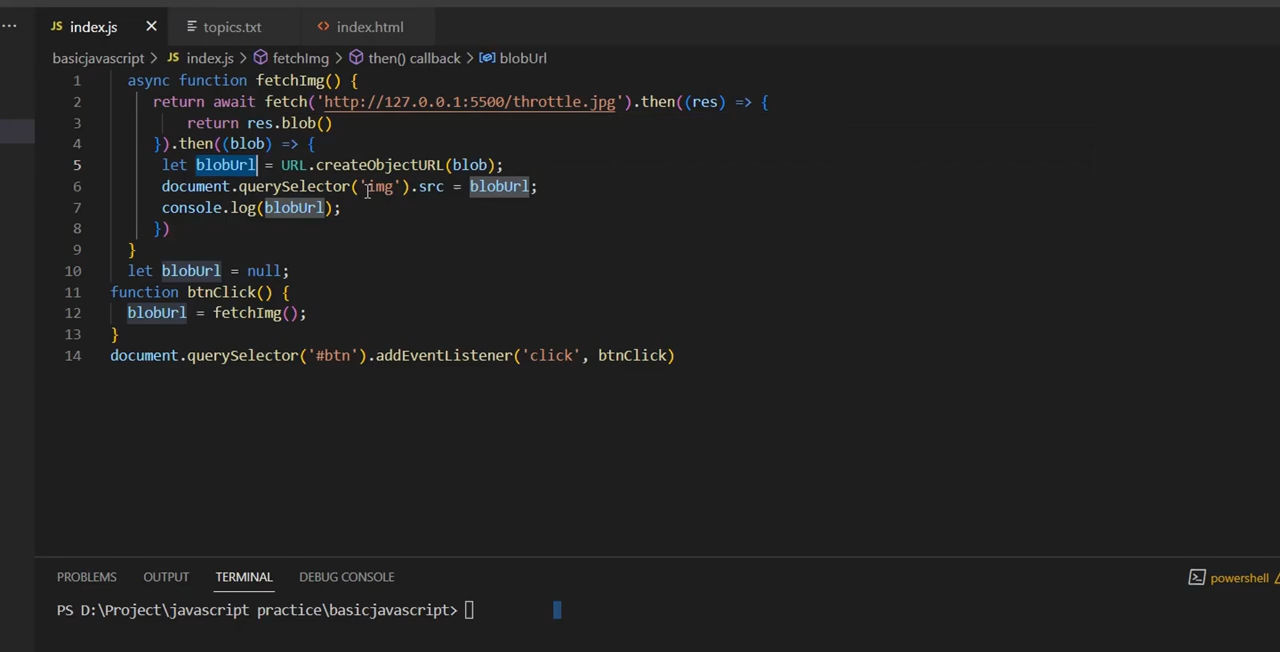 ... JS index.js × topics.txt <> index.html
basicjavascript > JS index.js > fetchImg > then() callback > blobUrl
1 async function fetchImg() {
2 return await fetch('http://127.0.0.1:5500/throttle.jpg').then((res) => {
3 return res.blob()
4 }).then((blob) => {
5 let blobUrl = URL.createObjectURL(blob);
6 document.querySelector('img').src = blobUrl;
7 console.log(blobUrl);
8 })
9 }
10 let blobUrl = null;
11 function btnClick() {
12 blobUrl = fetchImg();
13 }
14 document.querySelector('#btn').addEventListener('click', btnClick)
PROBLEMS OUTPUT TERMINAL DEBUG CONSOLE powershell
PS D:\Project\javascript practice\basicjavascript>